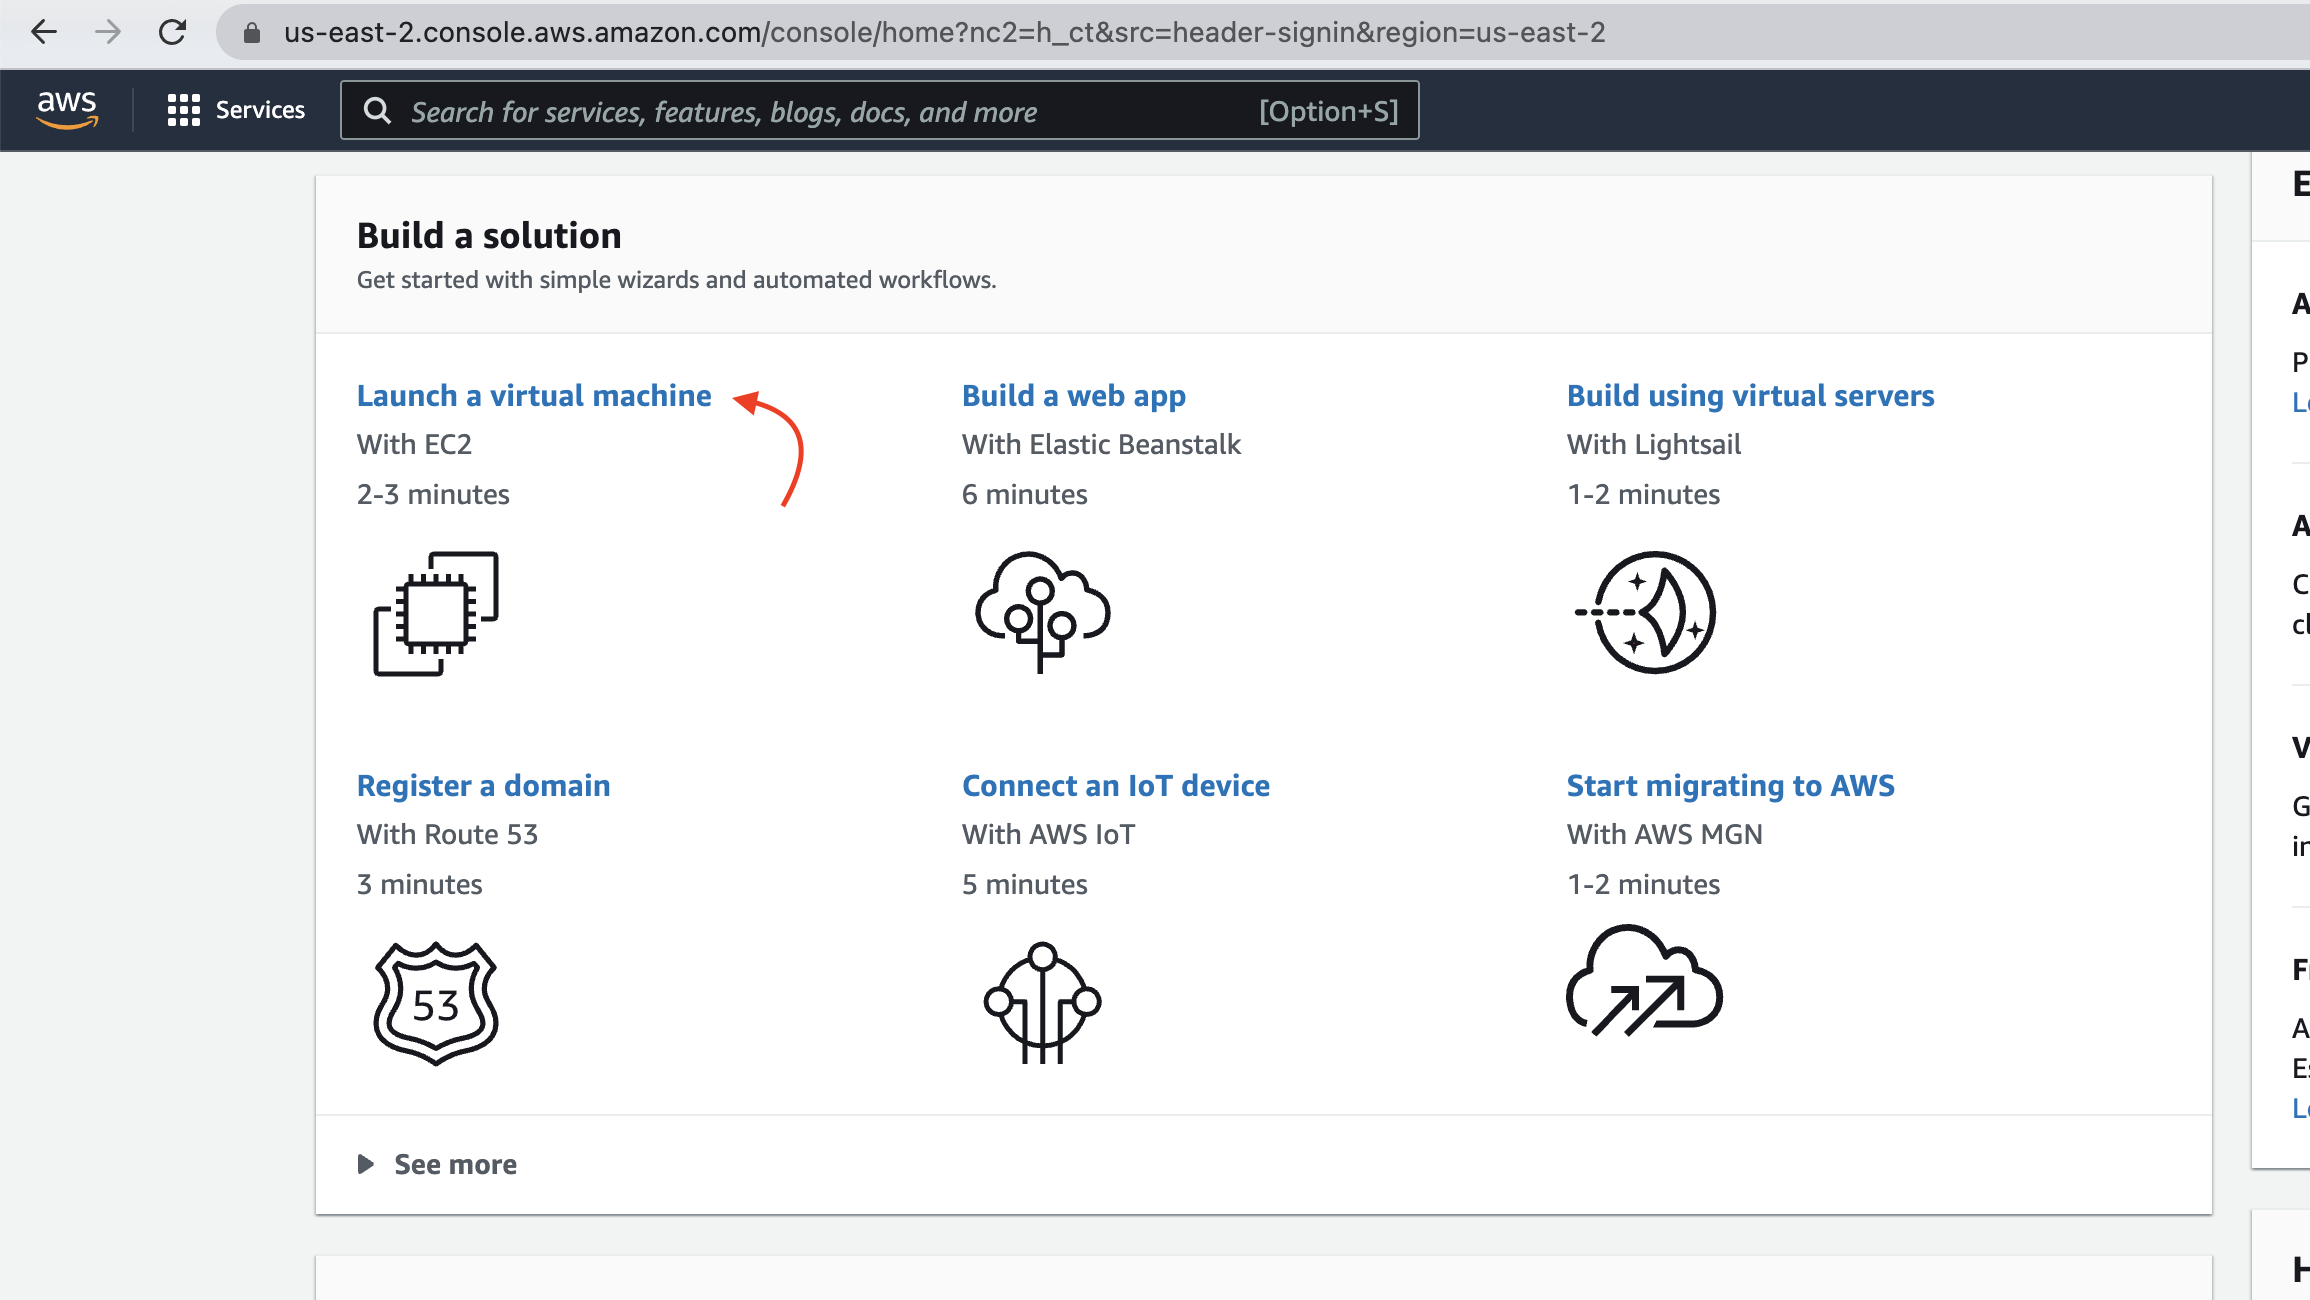 us-east-2.console.aws.amazon.com/console/home?nc2=h_ct&src=header-signin&region=us-east-2
aws
Services
Search for services, features, blogs, docs, and more
[Option+S]
Build a solution
Get started with simple wizards and automated workflows.
Launch a virtual machine
With EC2
2-3 minutes
Build a web app
With Elastic Beanstalk
6 minutes
Build using virtual servers
With Lightsail
1-2 minutes
Register a domain
With Route 53
3 minutes
53
Connect an IoT device
With AWS IoT
5 minutes
Start migrating to AWS
With AWS MGN
1-2 minutes
See more